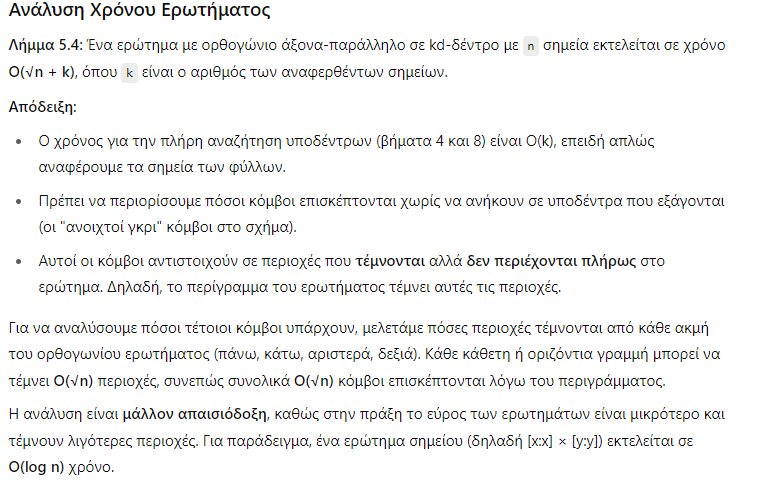 Ανάλυση Χρόνου Ερωτήματος
Λήμμα 5.4: Ένα ερώτημα με ορθογώνιο άξονα-παράλληλο σε kd-δέντρο με n σημεία εκτελείται σε χρόνο
O(√n + k), όπου k είναι ο αριθμός των αναφερθέντων σημείων.
Απόδειξη:
• Ο χρόνος για την πλήρη αναζήτηση υποδέντρων (βήματα 4 και 8) είναι O(k), επειδή απλώς
αναφέρουμε τα σημεία των φύλλων.
• Πρέπει να περιορίσουμε πόσοι κόμβοι επισκέπτονται χωρίς να ανήκουν σε υποδέντρα που εξάγονται
(οι "ανοιχτοί γκρι" κόμβοι στο σχήμα).
• Αυτοί οι κόμβοι αντιστοιχούν σε περιοχές που τέμνονται αλλά δεν περιέχονται πλήρως στο
ερώτημα. Δηλαδή, το περίγραμμα του ερωτήματος τέμνει αυτές τις περιοχές.
Για να αναλύσουμε πόσοι τέτοιοι κόμβοι υπάρχουν, μελετάμε πόσες περιοχές τέμνονται από κάθε ακμή
του ορθογωνίου ερωτήματος (πάνω, κάτω, αριστερά, δεξιά). Κάθε κάθετη ή οριζόντια γραμμή μπορεί να
τέμνει O(√n) περιοχές, συνεπώς συνολικά O(√n) κόμβοι επισκέπτονται λόγω του περιγράμματος.
Η ανάλυση είναι μάλλον απαισιόδοξη, καθώς στην πράξη το εύρος των ερωτημάτων είναι μικρότερο και
τέμνουν λιγότερες περιοχές. Για παράδειγμα, ένα ερώτημα σημείου (δηλαδή [x:x] × [y:y]) εκτελείται σε
O(log n) χρόνο.